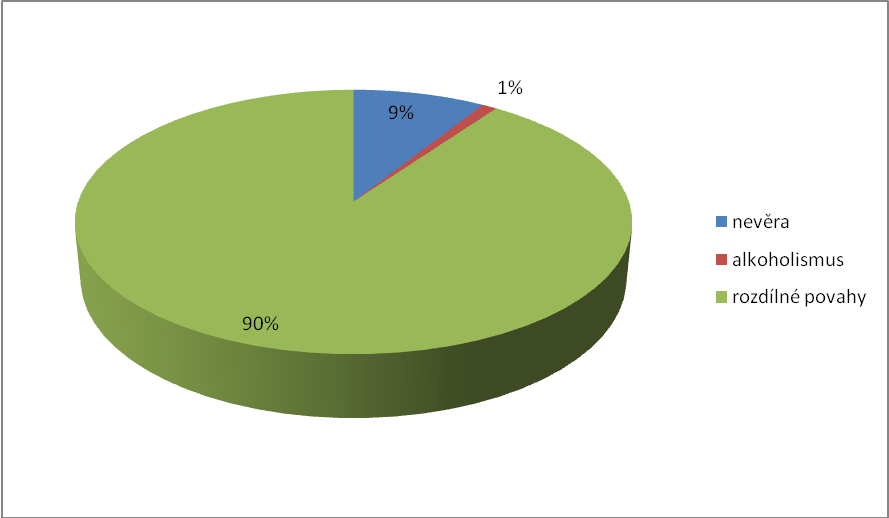 1%
9%
nevěra
alkoholismus
rozdílné povahy
90%